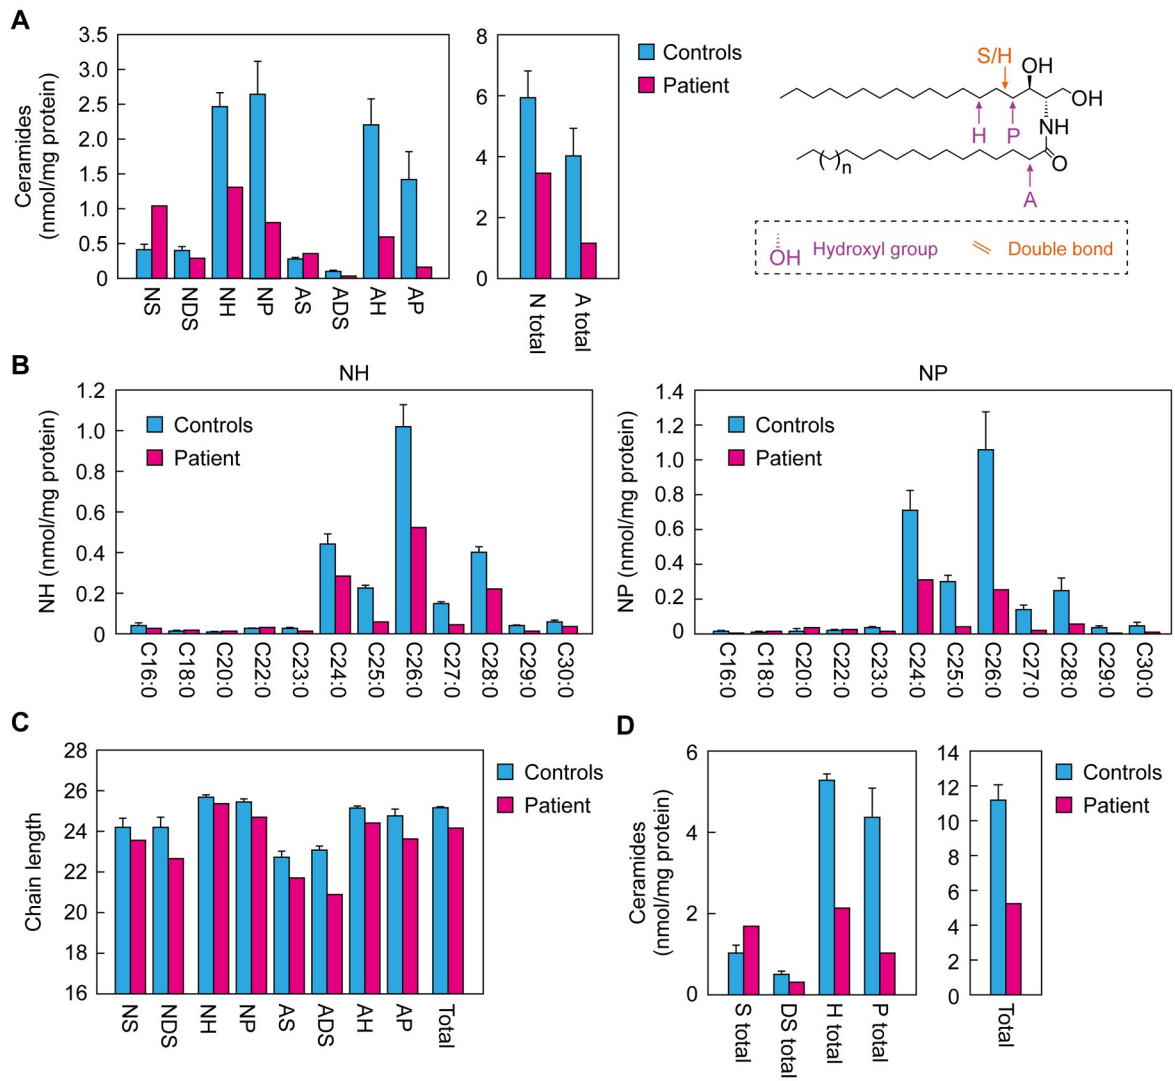 A
3.5
3.0
2.5
2.0
1.5
1.0
0.5
0
Ceramides
(nmol/mg protein)
NS
NDS
NH
NP
AS
ADS
AH
AP
8
6
4
2
0
N total
A total
Controls
Patient
S/H
OH
OH
H
P
NH
( )n
O
A
OH
Hydroxyl group
Double bond
B
NH
1.2
1.0
0.8
0.6
0.4
0.2
0
NH (nmol/mg protein)
Controls
Patient
C16:0
C18:0
C20:0
C22:0
C23:0
C24:0
C25:0
C26:0
C27:0
C28:0
C29:0
C30:0
NP
1.4
1.2
1.0
0.8
0.6
0.4
0.2
0
NP (nmol/mg protein)
Controls
Patient
C16:0
C18:0
C20:0
C22:0
C23:0
C24:0
C25:0
C26:0
C27:0
C28:0
C29:0
C30:0
C
28
26
24
22
20
18
16
Chain length
NS
NDS
NH
NP
AS
ADS
AH
AP
Total
Controls
Patient
D
6
4
2
0
Ceramides
(nmol/mg protein)
S total
DS total
H total
P total
14
12
10
8
6
4
2
0
Total
Controls
Patient